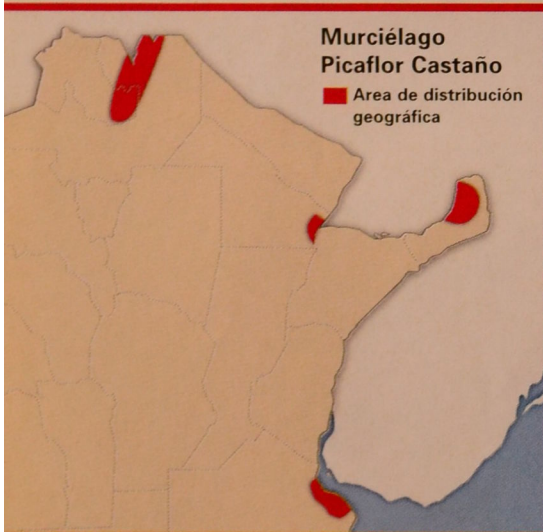 Murciélago
Picaflor Castaño
Area de distribución
geográfica